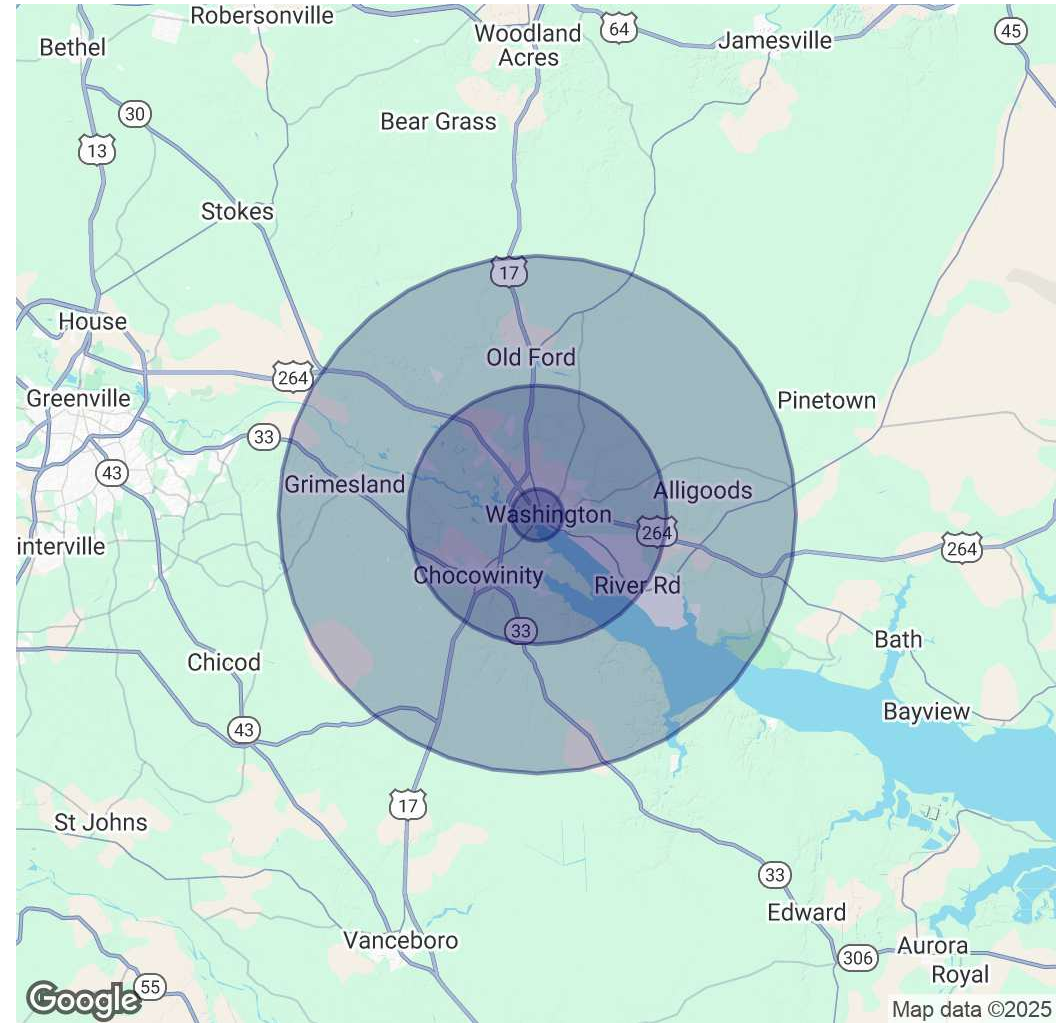 Robersonville
Woodland
Acres
64
45
Jamesville
Bethel
30
Bear Grass
13
Stokes
17
House
Old Ford
264
Greenville
Pinetown
33
43
Grimesland
Alligoods
Washington
264
264
interville
Chocowinity
River Rd
33
Bath
Chicod
Bayview
43
17
St Johns
33
Edward
Vanceboro
306
Aurora
Royal
55
Google
Map data ©2025